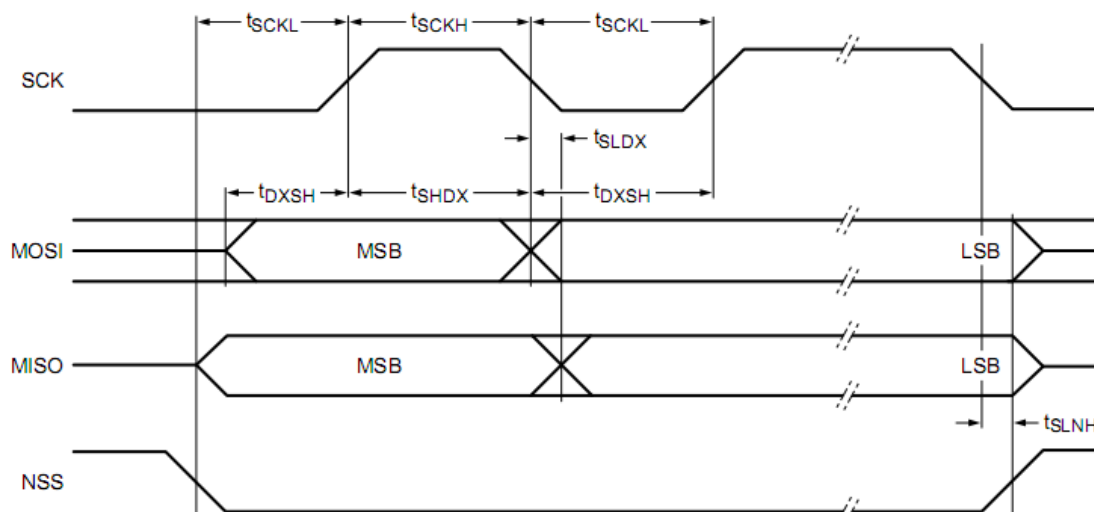 tSCKL tSCKH tSCKL
SCK
tSLDX
tDXSH tSHDX tDXSH
MOSI MSB LSB
MISO MSB LSB
tSLNH
NSS